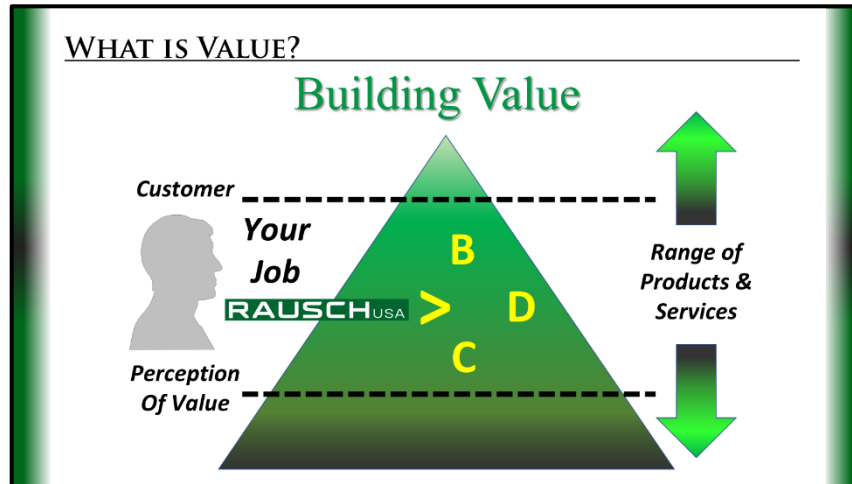 WHAT IS VALUE?
Building Value
Customer
Your
Job
RAUSCH USA
>
B
D
C
Perception
Of Value
Range of
Products &
Services